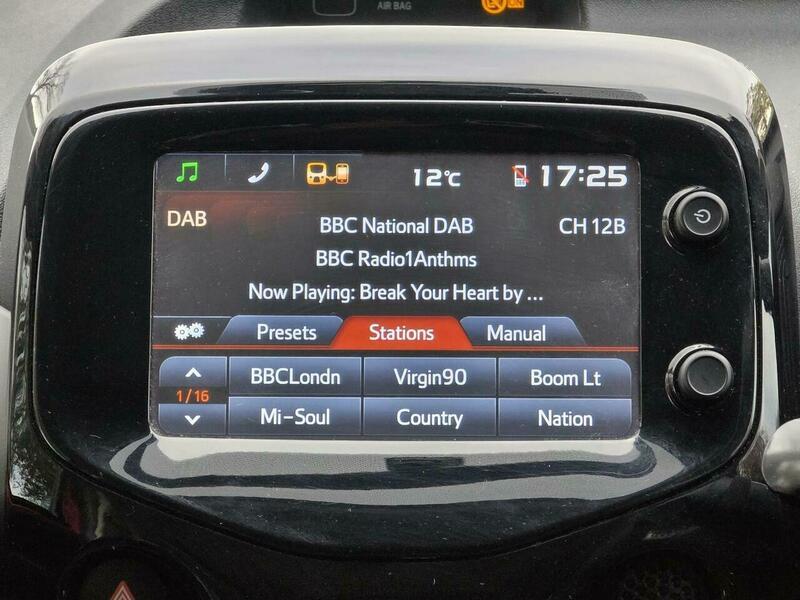 AIR BAG
ON
12°C
17:25
DAB
BBC National DAB
CH 12B
BBC Radio1Anthms
Now Playing: Break Your Heart by ...
Presets
Stations
Manual
1/16
BBCLondn
Virgin90
Boom Lt
Mi-Soul
Country
Nation